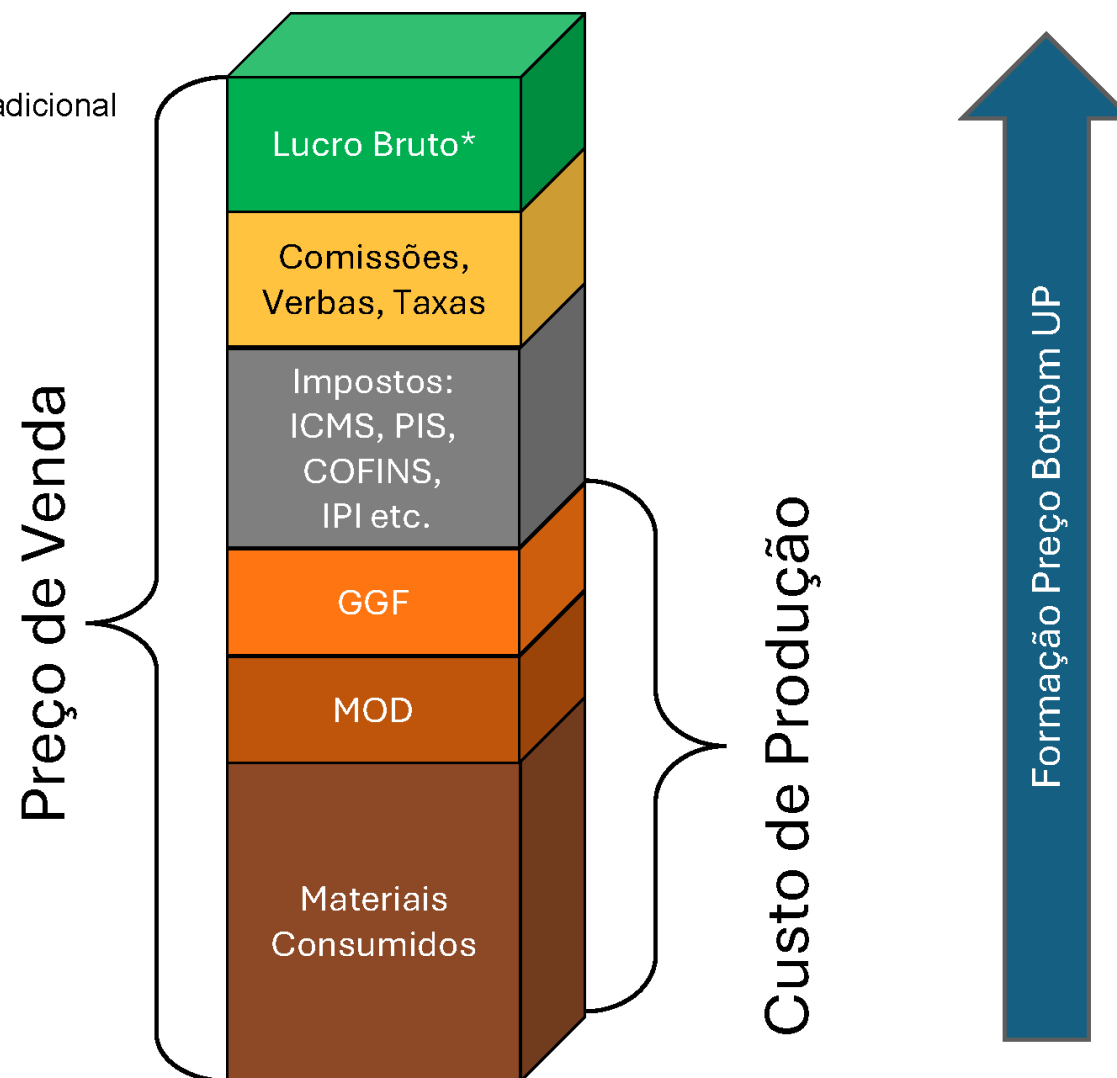 adicional
Lucro Bruto*
Comissões,
Verbas, Taxas
Impostos:
ICMS, PIS,
COFINS,
IPI etc.
GGF
MOD
Materiais
Consumidos
Preço de Venda
Custo de Produção
Formação Preço Bottom UP